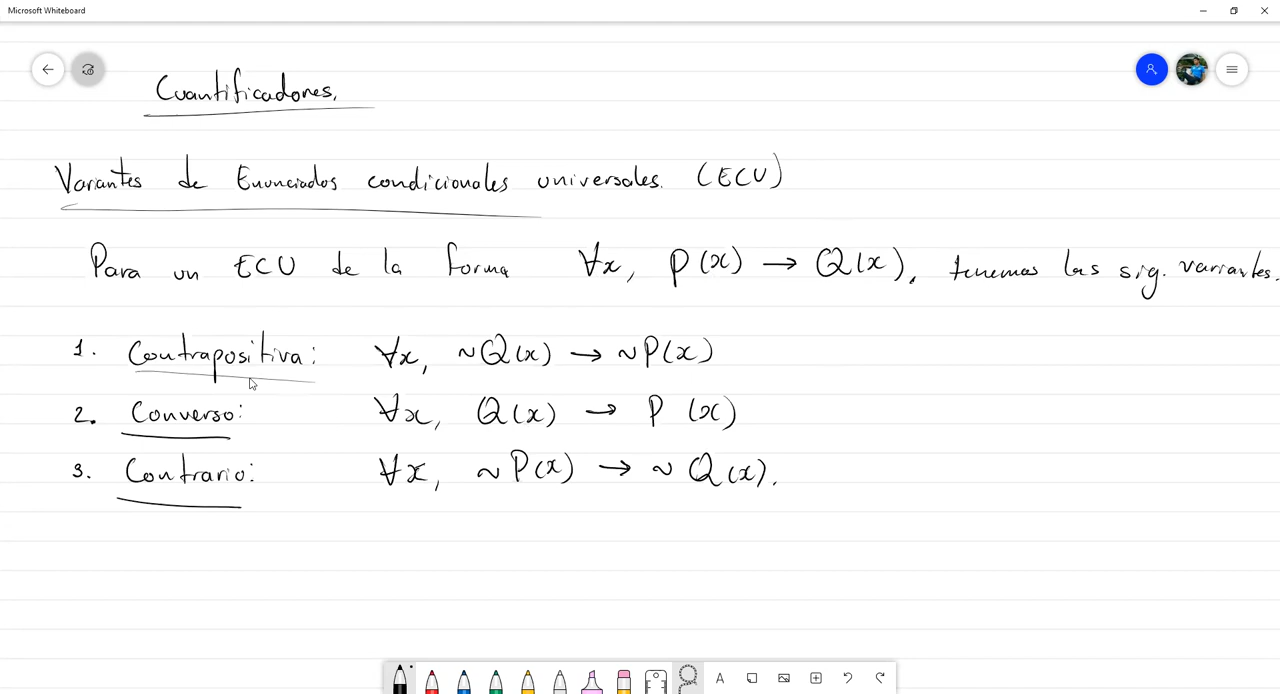 Microsoft Whiteboard
Cuantificadores.
Variantes de Enunciados condicionales universales. (ECU)
Para un ECU de la forma ∀x, P(x) → Q(x), tenemos las sig. variantes.
1. Contrapositiva: ∀x, ~Q(x) → ~P(x)
2. Converso: ∀x, Q(x) → P(x)
3. Contrario: ∀x, ~P(x) → ~Q(x).
A